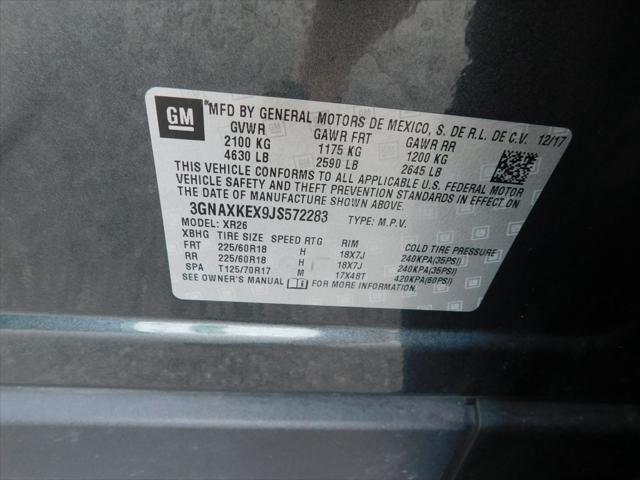 GM
*MFD BY GENERAL MOTORS DE MEXICO, S. DE R.L. DE C.V. 12/17
GVWR GAWR FRT GAWR RR
2100 KG 1175 KG 1200 KG
4630 LB 2590 LB 2645 LB
THIS VEHICLE CONFORMS TO ALL APPLICABLE U.S. FEDERAL MOTOR
VEHICLE SAFETY AND THEFT PREVENTION STANDARDS IN EFFECT ON
THE DATE OF MANUFACTURE SHOWN ABOVE.
3GNAXKEX9JS572283 TYPE: M.P.V.
MODEL: XR26
XBHG TIRE SIZE SPEED RTG RIM COLD TIRE PRESSURE
FRT 225/60R18 H 18X7J 240KPA(35PSI)
RR 225/60R18 H 18X7J 240KPA(35PSI)
SPA T125/70R17 M 17X4BT 420KPA(60PSI)
SEE OWNER'S MANUAL FOR MORE INFORMATION.